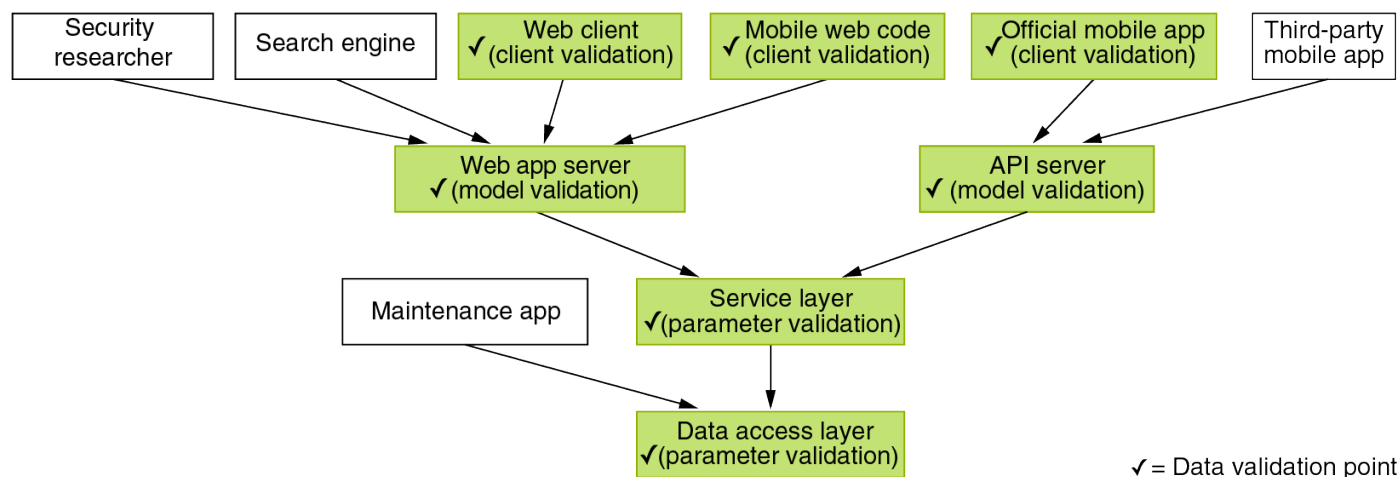 Security
researcher
Search engine
✓ Web client
(client validation)
✓ Mobile web code
(client validation)
✓ Official mobile app
(client validation)
Third-party
mobile app
Web app server
✓ (model validation)
API server
✓ (model validation)
Maintenance app
Service layer
✓ (parameter validation)
Data access layer
✓ (parameter validation)
✓ = Data validation point